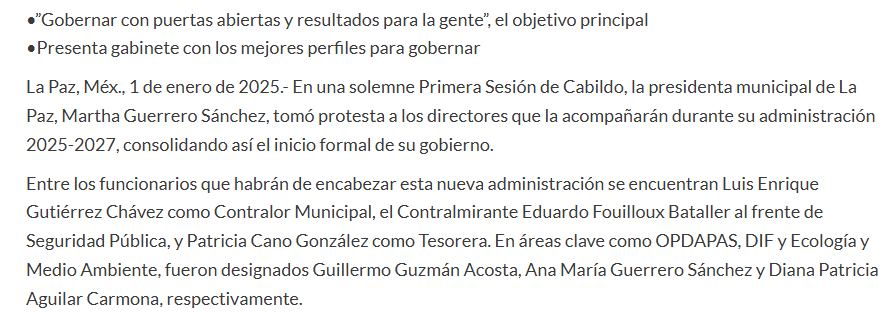 ●”Gobernar con puertas abiertas y resultados para la gente”, el objetivo principal
●Presenta gabinete con los mejores perfiles para gobernar
La Paz, Méx., 1 de enero de 2025.- En una solemne Primera Sesión de Cabildo, la presidenta municipal de La
Paz, Martha Guerrero Sánchez, tomó protesta a los directores que la acompañarán durante su administración
2025-2027, consolidando así el inicio formal de su gobierno.
Entre los funcionarios que habrán de encabezar esta nueva administración se encuentran Luis Enrique
Gutiérrez Chávez como Contralor Municipal, el Contralmirante Eduardo Fouilloux Bataller al frente de
Seguridad Pública, y Patricia Cano González como Tesorera. En áreas clave como OPDAPAS, DIF y Ecología y
Medio Ambiente, fueron designados Guillermo Guzmán Acosta, Ana María Guerrero Sánchez y Diana Patricia
Aguilar Carmona, respectivamente.